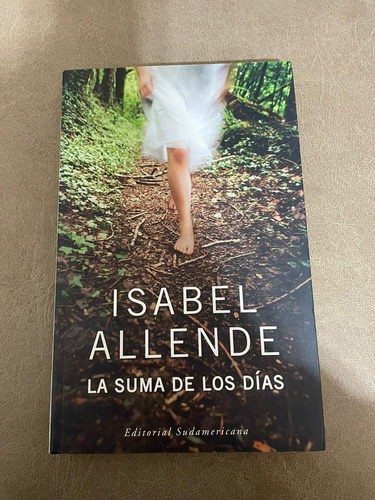 ISABEL
ALLENDE
LA SUMA DE LOS DÍAS
Editorial Sudamericana